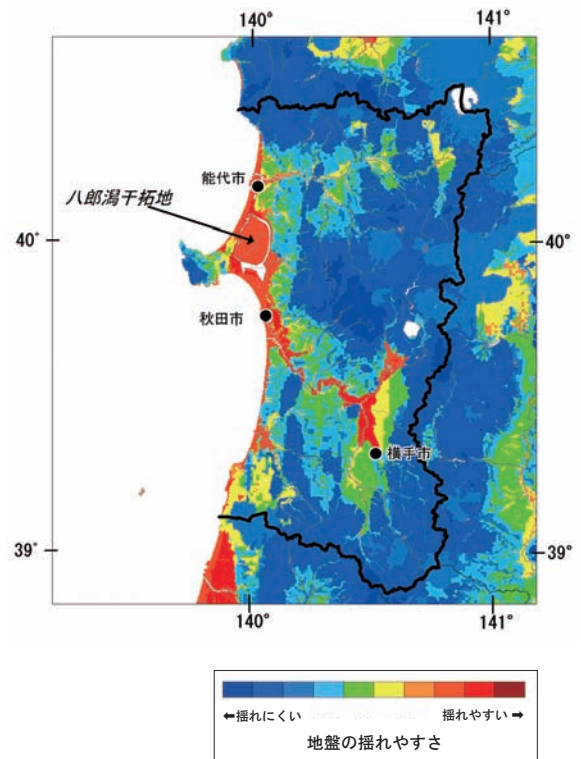 140°
141°
能代市
八郎潟干拓地
40°
40°
秋田市
横手市
39°
39°
140°
141°
←揺れにくい 揺れやすい➡
地盤の揺れやすさ